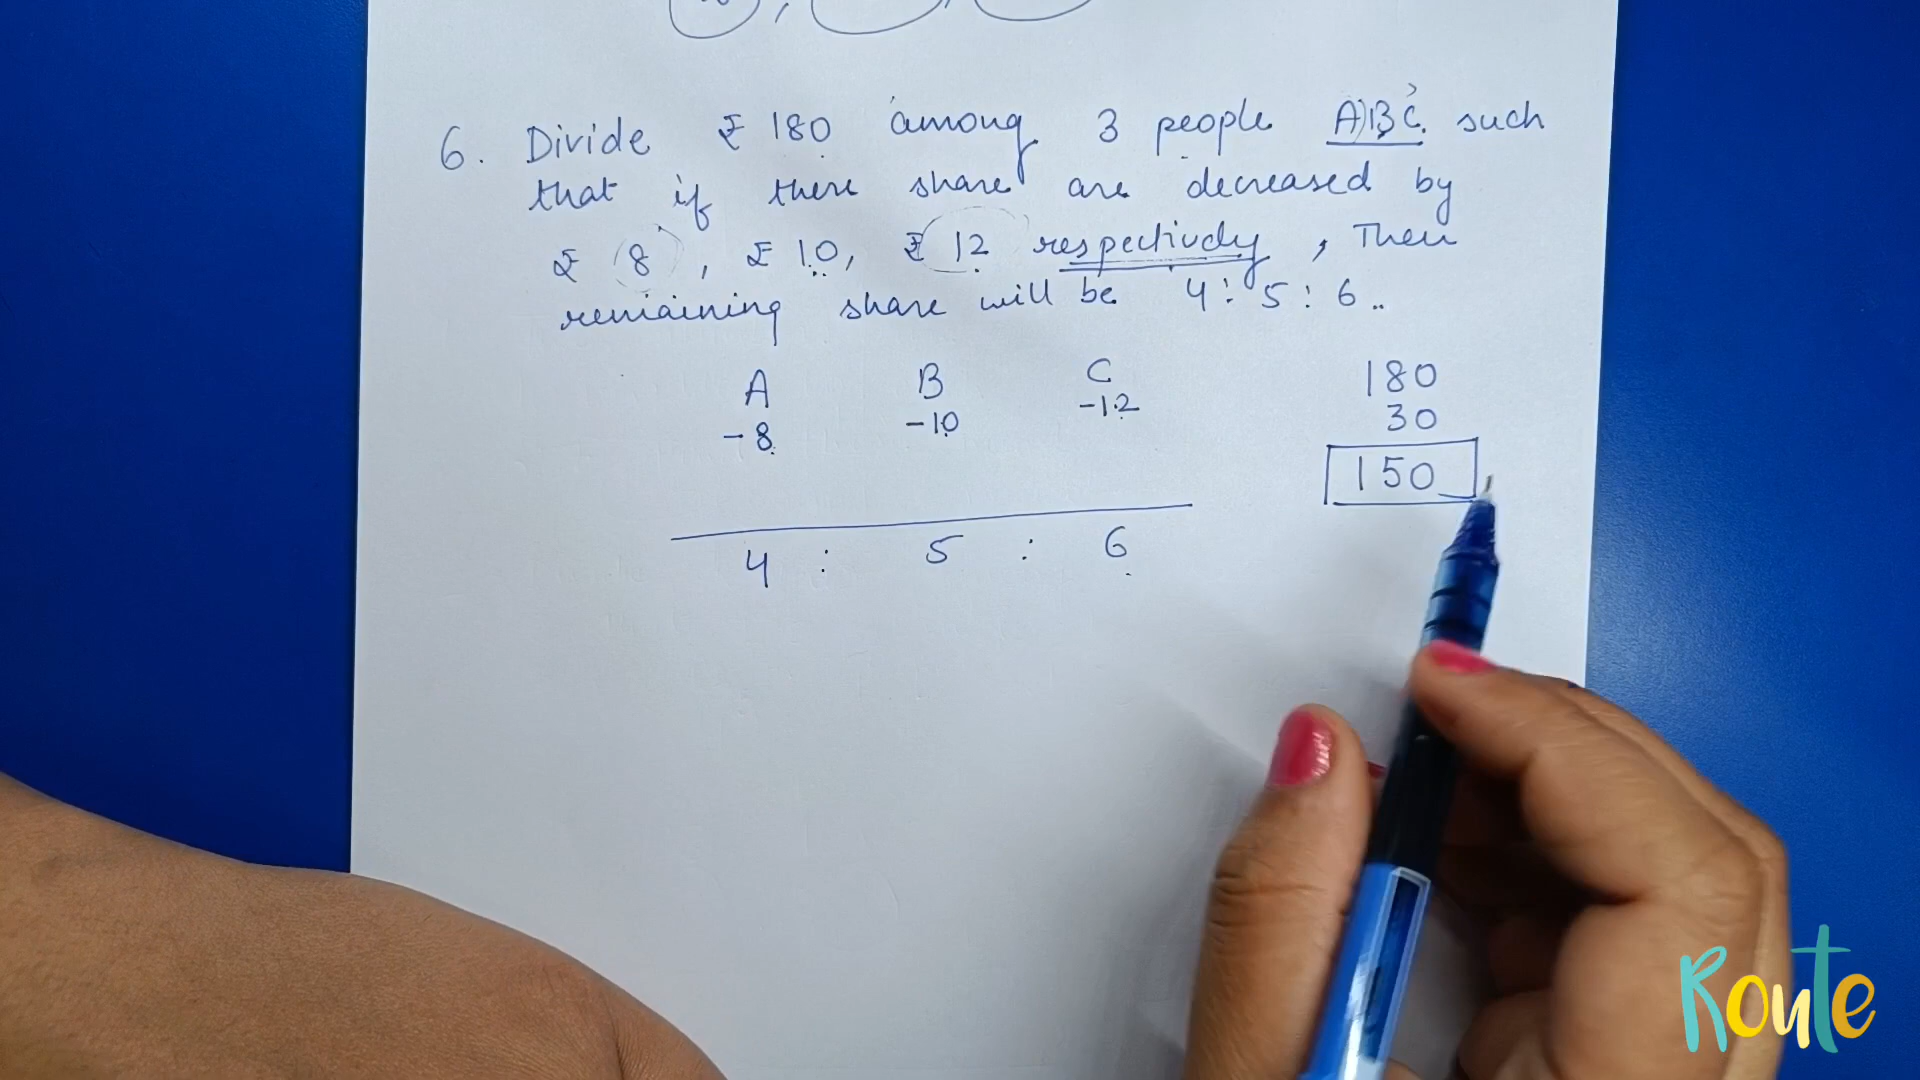 6. Divide ₹ 180 among 3 people A,B,C such
that if there share are decreased by
₹ 8, ₹ 10, ₹ 12 respectively, Then
remaining share will be 4:5:6..
A B C 180
-8 -10 -12 30
150
4 : 5 : 6
Route